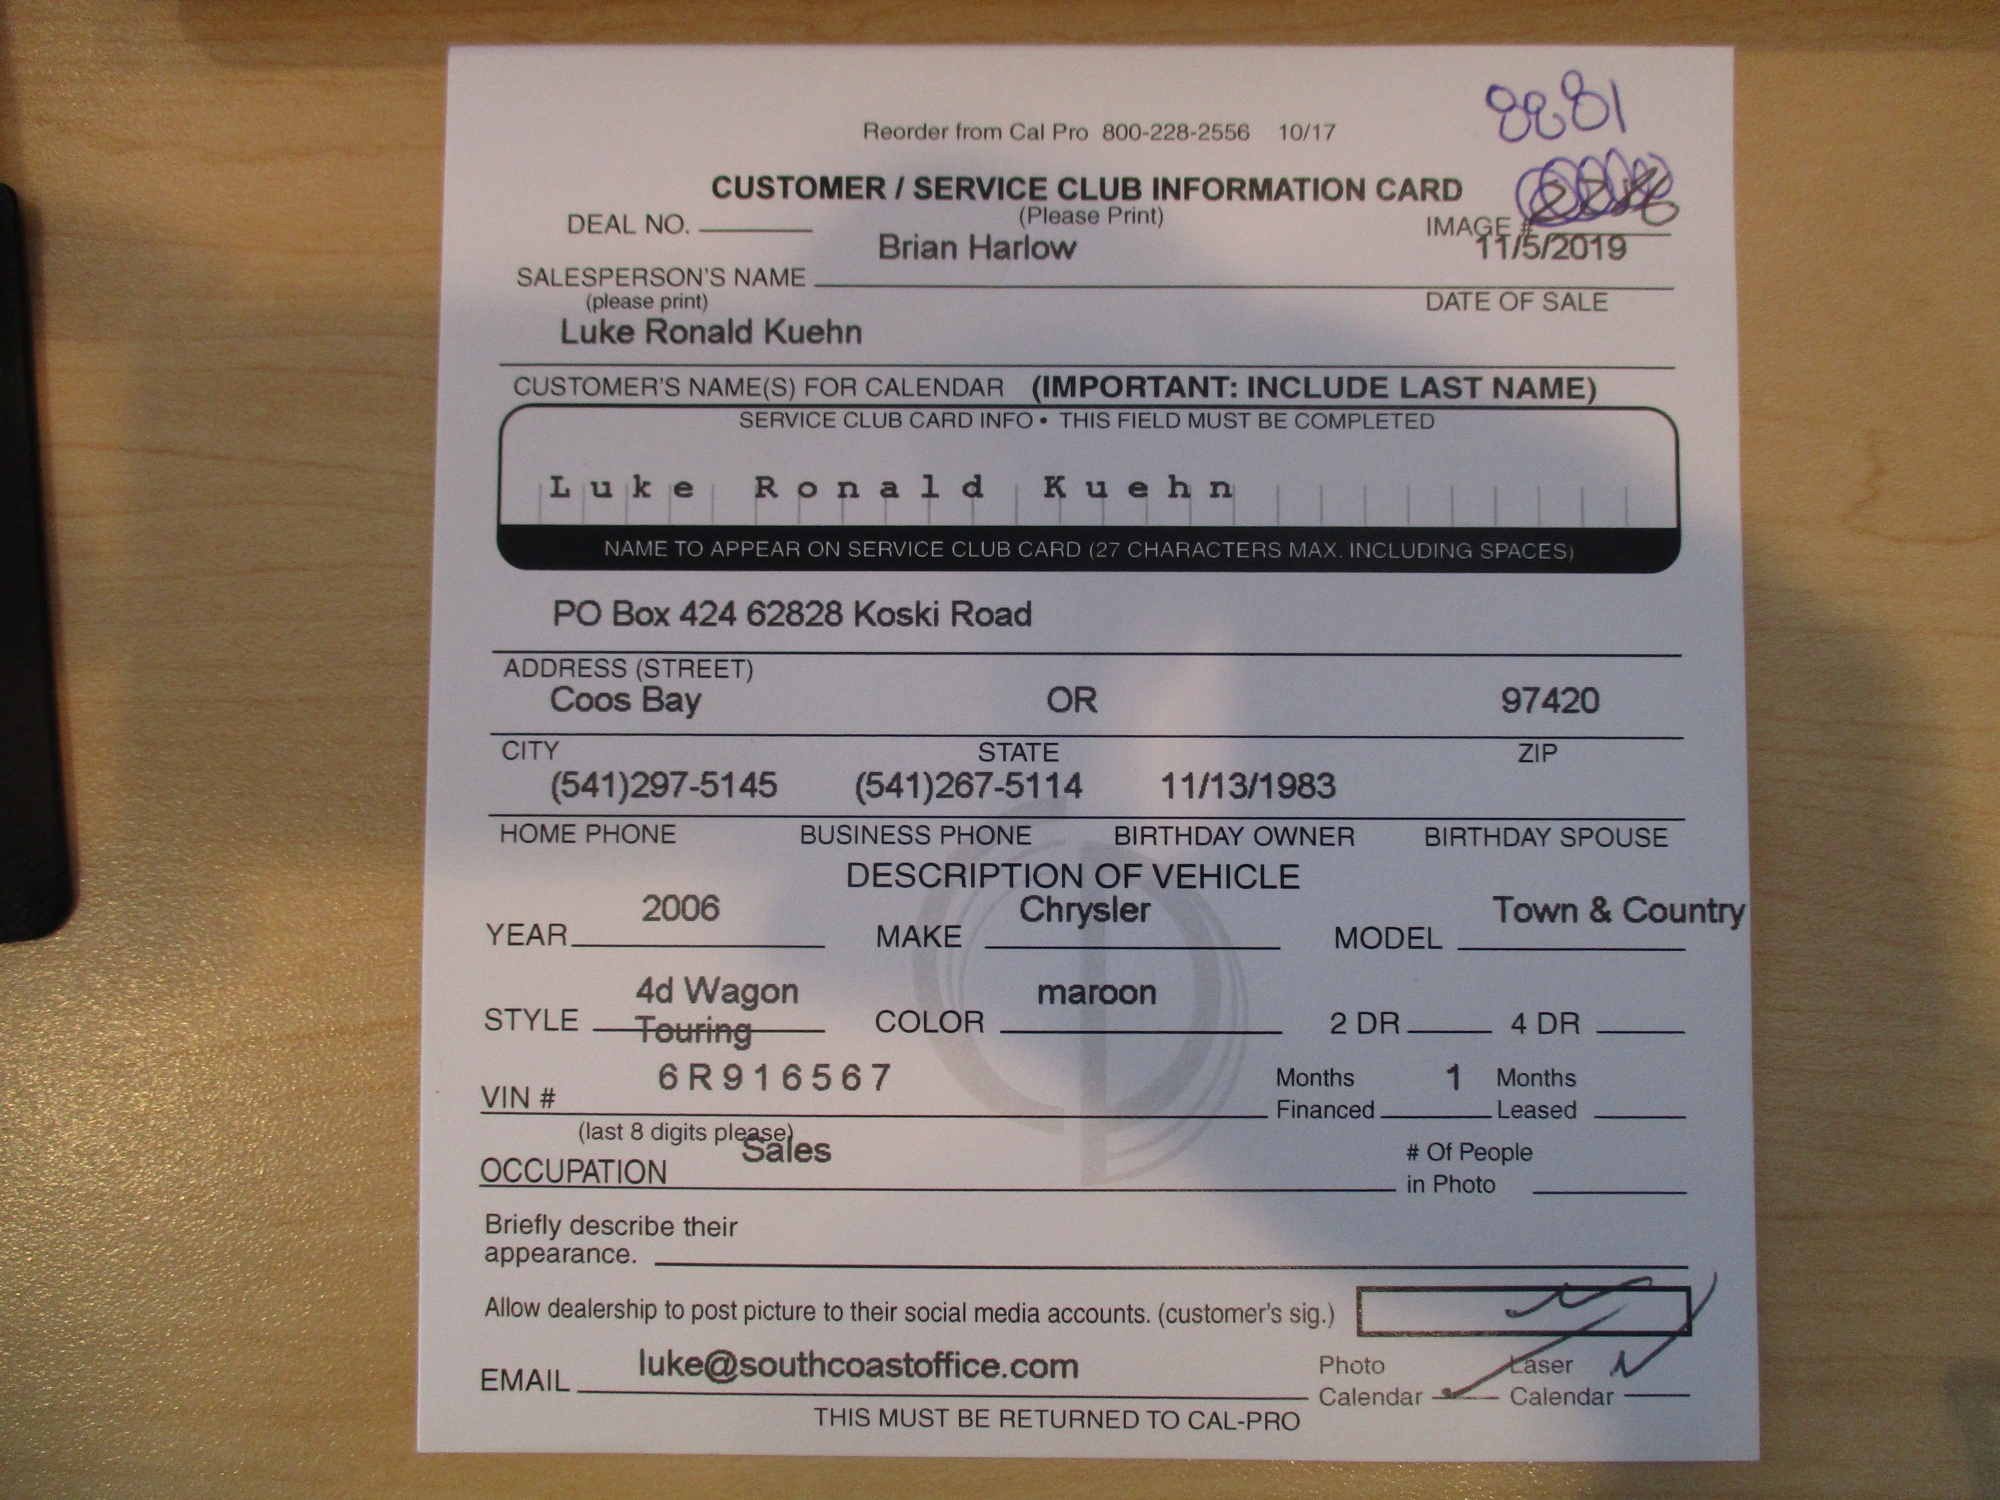 8881
Reorder from Cal Pro 800-228-2556 10/17
CUSTOMER / SERVICE CLUB INFORMATION CARD
(Please Print)
DEAL NO.
IMAGE #
Brian Harlow 11/5/2019
SALESPERSON'S NAME
(please print) DATE OF SALE
Luke Ronald Kuehn
CUSTOMER'S NAME(S) FOR CALENDAR (IMPORTANT: INCLUDE LAST NAME)
SERVICE CLUB CARD INFO • THIS FIELD MUST BE COMPLETED
Luke Ronald Kuehn
NAME TO APPEAR ON SERVICE CLUB CARD (27 CHARACTERS MAX. INCLUDING SPACES)
PO Box 424 62828 Koski Road
ADDRESS (STREET)
Coos Bay OR 97420
CITY STATE ZIP
(541)297-5145 (541)267-5114 11/13/1983
HOME PHONE BUSINESS PHONE BIRTHDAY OWNER BIRTHDAY SPOUSE
DESCRIPTION OF VEHICLE
2006 Chrysler Town & Country
YEAR MAKE MODEL
4d Wagon maroon
STYLE Touring COLOR 2 DR 4 DR
6R916567
VIN # Months Financed 1 Months Leased
(last 8 digits please)
Sales
OCCUPATION # Of People in Photo
Briefly describe their
appearance.
Allow dealership to post picture to their social media accounts. (customer's sig.)
luke@southcoastoffice.com
EMAIL Photo Calendar Laser Calendar
THIS MUST BE RETURNED TO CAL-PRO